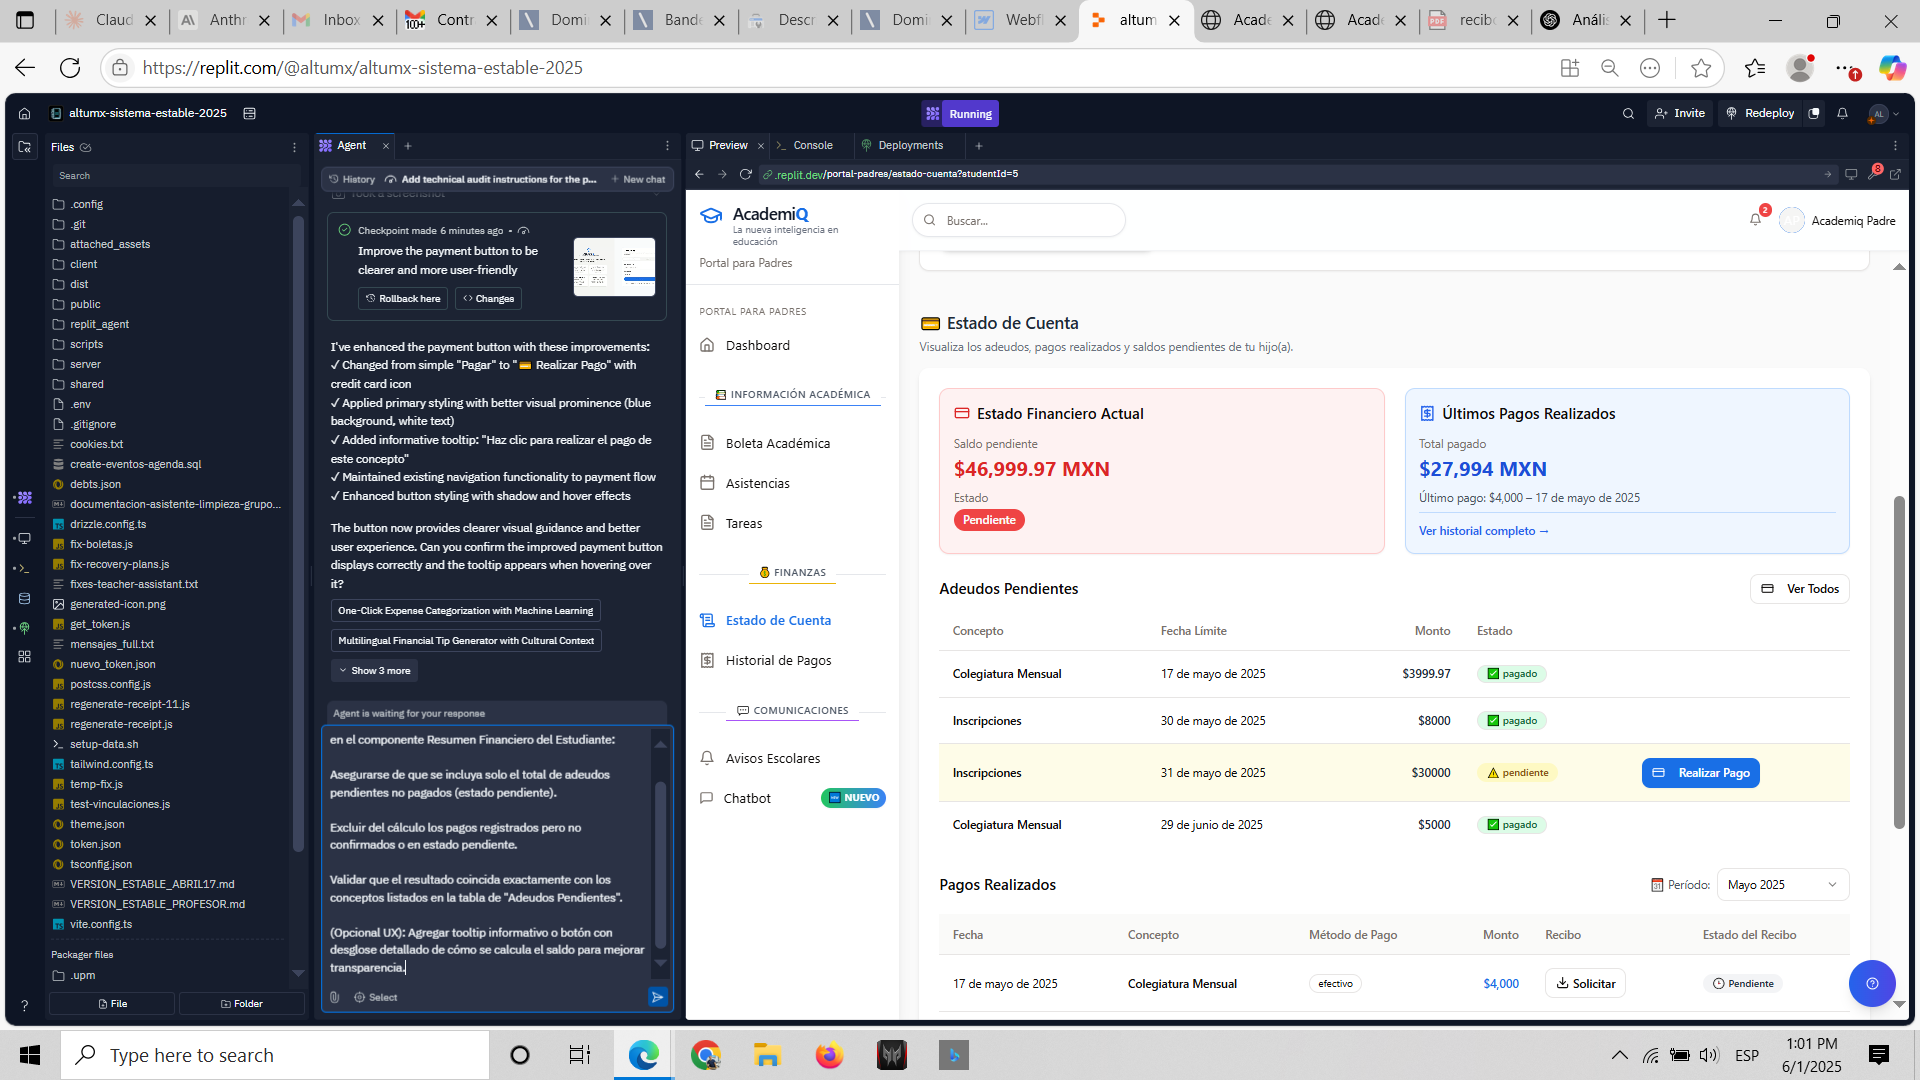 Claud
Anthr
Inbox
100+
Contr
Domi
Band
Descr
Domi
Webfl
altum
Acade
Acade
recibo
Anális
https://replit.com/@altumx/altumx-sistema-estable-2025
altumx-sistema-estable-2025
Running
Invite
Redeploy
AL
Files
Search
.config
.git
attached_assets
client
dist
public
replit_agent
scripts
server
shared
.env
.gitignore
cookies.txt
create-eventos-agenda.sql
debts.json
documentacion-asistente-limpieza-grupo...
drizzle.config.ts
fix-boletas.js
fix-recovery-plans.js
fixes-teacher-assistant.txt
generated-icon.png
get_token.js
mensajes_full.txt
nuevo_token.json
postcss.config.js
regenerate-receipt-11.js
regenerate-receipt.js
setup-data.sh
tailwind.config.ts
temp-fix.js
test-vinculaciones.js
theme.json
token.json
tsconfig.json
VERSION_ESTABLE_ABRIL17.md
VERSION_ESTABLE_PROFESOR.md
vite.config.ts
Packager files
.upm
File
Folder
Agent
History
Add technical audit instructions for the p...
New chat
Took a screenshot
Checkpoint made 6 minutes ago •
Improve the payment button to be
clearer and more user-friendly
Rollback here
Changes
I've enhanced the payment button with these improvements:
✓ Changed from simple "Pagar" to "💳 Realizar Pago" with
credit card icon
✓ Applied primary styling with better visual prominence (blue
background, white text)
✓ Added informative tooltip: "Haz clic para realizar el pago de
este concepto"
✓ Maintained existing navigation functionality to payment flow
✓ Enhanced button styling with shadow and hover effects
The button now provides clearer visual guidance and better
user experience. Can you confirm the improved payment button
displays correctly and the tooltip appears when hovering over
it?
One-Click Expense Categorization with Machine Learning
Multilingual Financial Tip Generator with Cultural Context
Show 3 more
Agent is waiting for your response
en el componente Resumen Financiero del Estudiante:
Asegurarse de que se incluya solo el total de adeudos
pendientes no pagados (estado pendiente).
Excluir del cálculo los pagos registrados pero no
confirmados o en estado pendiente.
Validar que el resultado coincida exactamente con los
conceptos listados en la tabla de "Adeudos Pendientes".
(Opcional UX): Agregar tooltip informativo o botón con
desglose detallado de cómo se calcula el saldo para mejorar
transparencia.
Select
Preview
Console
Deployments
.replit.dev/portal-padres/estado-cuenta?studentId=5
8
AcademiQ
La nueva inteligencia en
educación
Portal para Padres
Buscar...
2
Academiq Padre
PORTAL PARA PADRES
Dashboard
INFORMACIÓN ACADÉMICA
Boleta Académica
Asistencias
Tareas
FINANZAS
Estado de Cuenta
Historial de Pagos
COMUNICACIONES
Avisos Escolares
Chatbot
NUEVO
Estado de Cuenta
Visualiza los adeudos, pagos realizados y saldos pendientes de tu hijo(a).
Estado Financiero Actual
Saldo pendiente
$46,999.97 MXN
Estado
Pendiente
Últimos Pagos Realizados
Total pagado
$27,994 MXN
Último pago: $4,000 – 17 de mayo de 2025
Ver historial completo →
Adeudos Pendientes
Ver Todos
Concepto Fecha Límite Monto Estado
Colegiatura Mensual 17 de mayo de 2025 $3999.97 pagado
Inscripciones 30 de mayo de 2025 $8000 pagado
Inscripciones 31 de mayo de 2025 $30000 pendiente Realizar Pago
Colegiatura Mensual 29 de junio de 2025 $5000 pagado
Pagos Realizados
Período: Mayo 2025
Fecha Concepto Método de Pago Monto Recibo Estado del Recibo
17 de mayo de 2025 Colegiatura Mensual efectivo $4,000 Solicitar Pendiente
Type here to search
ESP
1:01 PM
6/1/2025